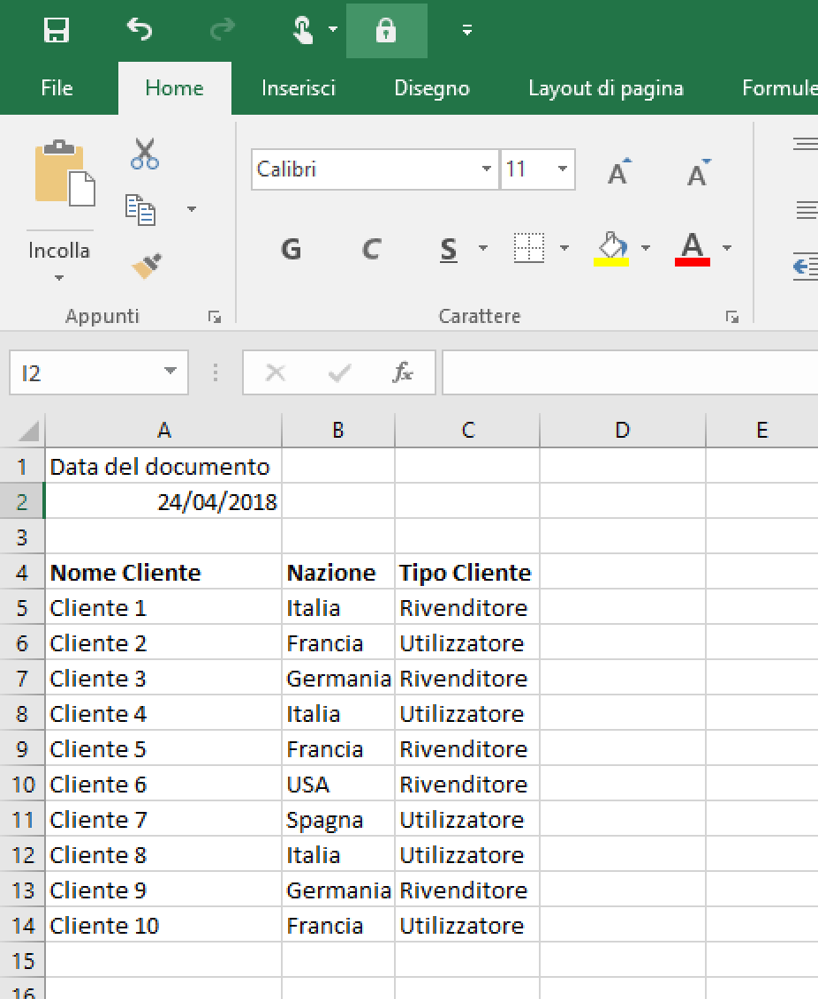 File Home Inserisci Disegno Layout di pagina Formule
Calibri 11
Incolla
G C S A
Appunti Carattere
I2 fx
A B C D E
1 Data del documento
2 24/04/2018
3
4 Nome Cliente Nazione Tipo Cliente
5 Cliente 1 Italia Rivenditore
6 Cliente 2 Francia Utilizzatore
7 Cliente 3 Germania Rivenditore
8 Cliente 4 Italia Utilizzatore
9 Cliente 5 Francia Rivenditore
10 Cliente 6 USA Rivenditore
11 Cliente 7 Spagna Utilizzatore
12 Cliente 8 Italia Utilizzatore
13 Cliente 9 Germania Rivenditore
14 Cliente 10 Francia Utilizzatore
15
16